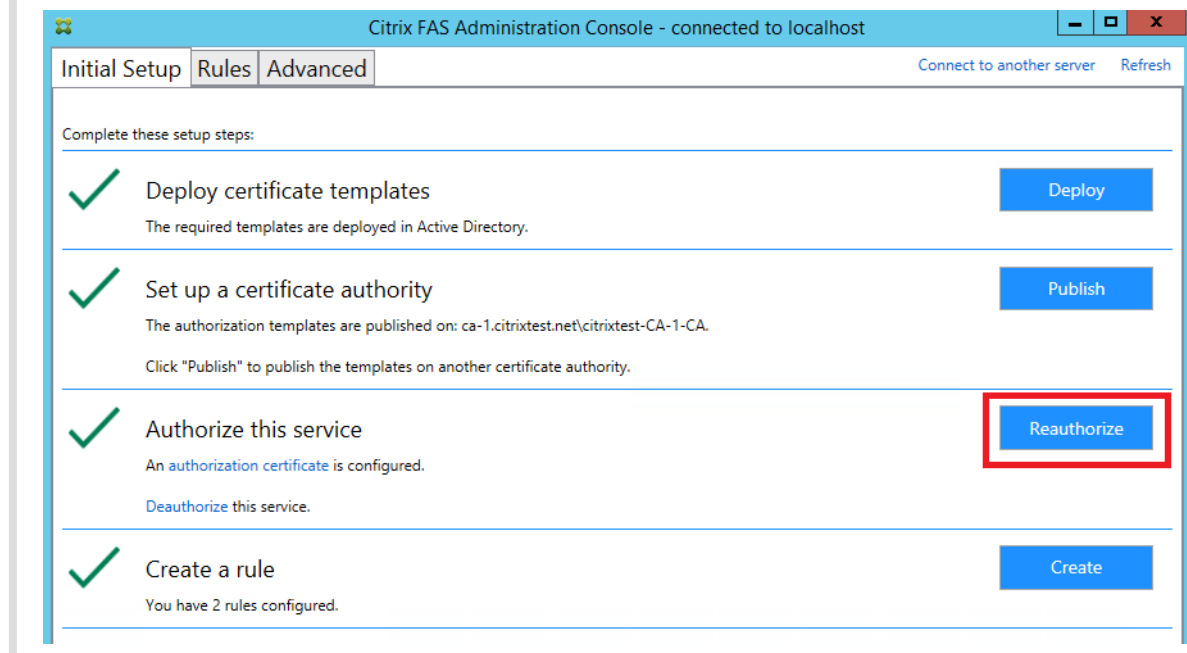 Citrix FAS Administration Console - connected to localhost
Initial Setup Rules Advanced Connect to another server Refresh
Complete these setup steps:
Deploy certificate templates Deploy
The required templates are deployed in Active Directory.
Set up a certificate authority Publish
The authorization templates are published on: ca-1.citrixtest.net\citrixtest-CA-1-CA.
Click "Publish" to publish the templates on another certificate authority.
Authorize this service Reauthorize
An authorization certificate is configured.
Deauthorize this service.
Create a rule Create
You have 2 rules configured.